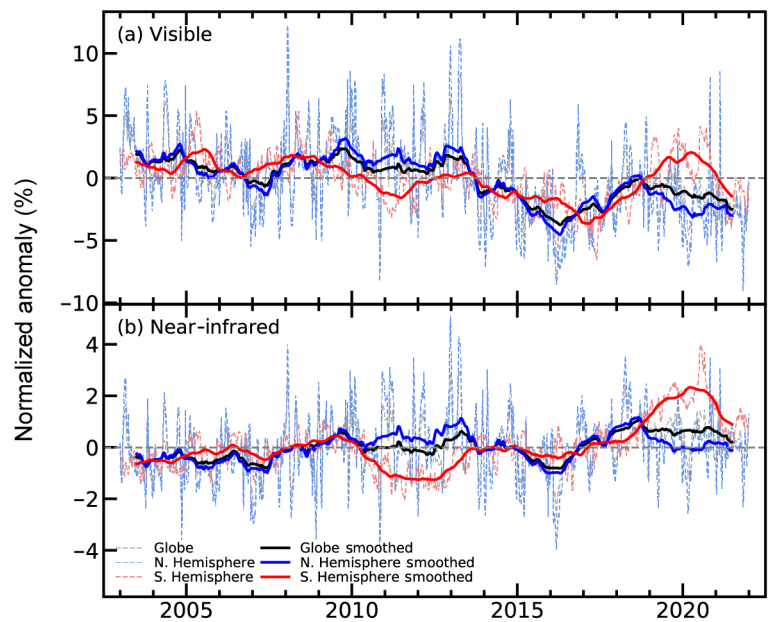 (a) Visible
10
5
0
−5
−10
Normalized anomaly (%)
(b) Near-infrared
4
2
0
−2
−4
Globe
N. Hemisphere
S. Hemisphere
Globe smoothed
N. Hemisphere smoothed
S. Hemisphere smoothed
2005
2010
2015
2020